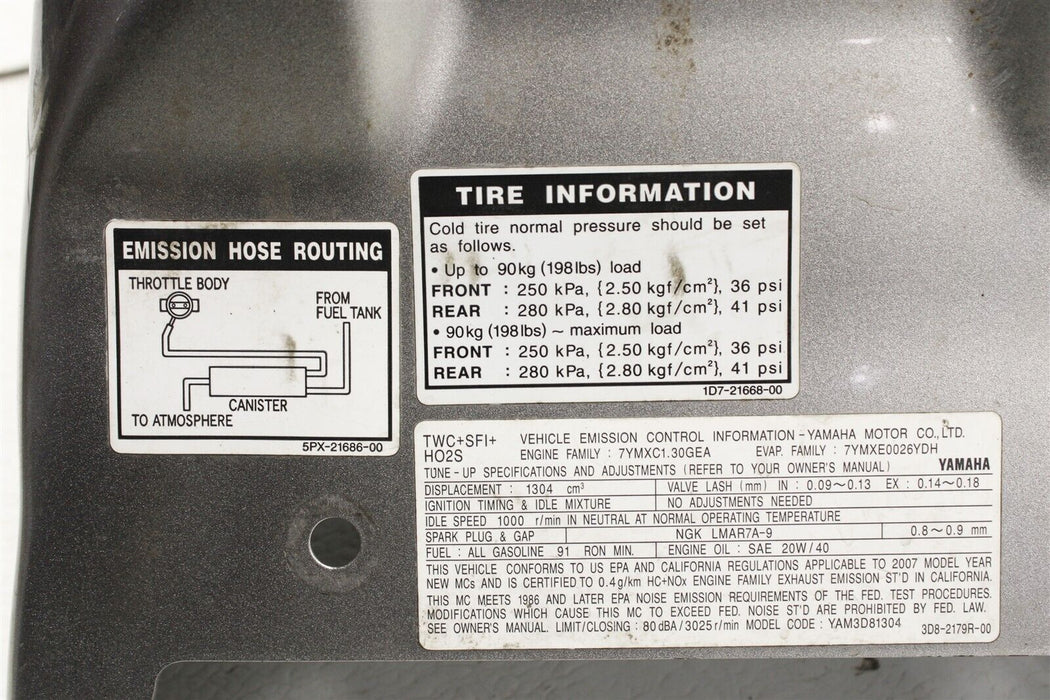 EMISSION HOSE ROUTING
THROTTLE BODY
FROM
FUEL TANK
CANISTER
TO ATMOSPHERE
5PX-21686-00
TIRE INFORMATION
Cold tire normal pressure should be set
as follows.
• Up to 90kg (198lbs) load
FRONT : 250 kPa, {2.50 kgf/cm², 36 psi
REAR : 280 kPa, {2.80 kgf/cm²}, 41 psi
• 90kg (198lbs) ~ maximum load
FRONT : 250 kPa, {2.50 kgf/cm²}, 36 psi
REAR : 280 kPa, {2.80 kgf/cm²}, 41 psi
1D7-21668-00
TWC+SFI+ VEHICLE EMISSION CONTROL INFORMATION - YAMAHA MOTOR CO., LTD.
HO2S ENGINE FAMILY : 7YMXC1.30GEA EVAP. FAMILY : 7YMXE0026YDH
TUNE-UP SPECIFICATIONS AND ADJUSTMENTS (REFER TO YOUR OWNER'S MANUAL) YAMAHA
DISPLACEMENT : 1304 cm³ VALVE LASH (mm) IN : 0.09~0.13 EX : 0.14~0.18
IGNITION TIMING & IDLE MIXTURE NO ADJUSTMENTS NEEDED
IDLE SPEED 1000 r/min IN NEUTRAL AT NORMAL OPERATING TEMPERATURE
SPARK PLUG & GAP NGK LMAR7A-9 0.8~0.9 mm
FUEL : ALL GASOLINE 91 RON MIN. ENGINE OIL : SAE 20W/40
THIS VEHICLE CONFORMS TO US EPA AND CALIFORNIA REGULATIONS APPLICABLE TO 2007 MODEL YEAR
NEW MCs AND IS CERTIFIED TO 0.4g/km HC+NOx ENGINE FAMILY EXHAUST EMISSION ST'D IN CALIFORNIA.
THIS MC MEETS 1986 AND LATER EPA NOISE EMISSION REQUIREMENTS OF THE FED. TEST PROCEDURES.
MODIFICATIONS WHICH CAUSE THIS MC TO EXCEED FED. NOISE ST'D ARE PROHIBITED BY FED. LAW.
SEE OWNER'S MANUAL. LIMIT/CLOSING : 80dBA/3025r/min MODEL CODE : YAM3D81304 3D8-2179R-00